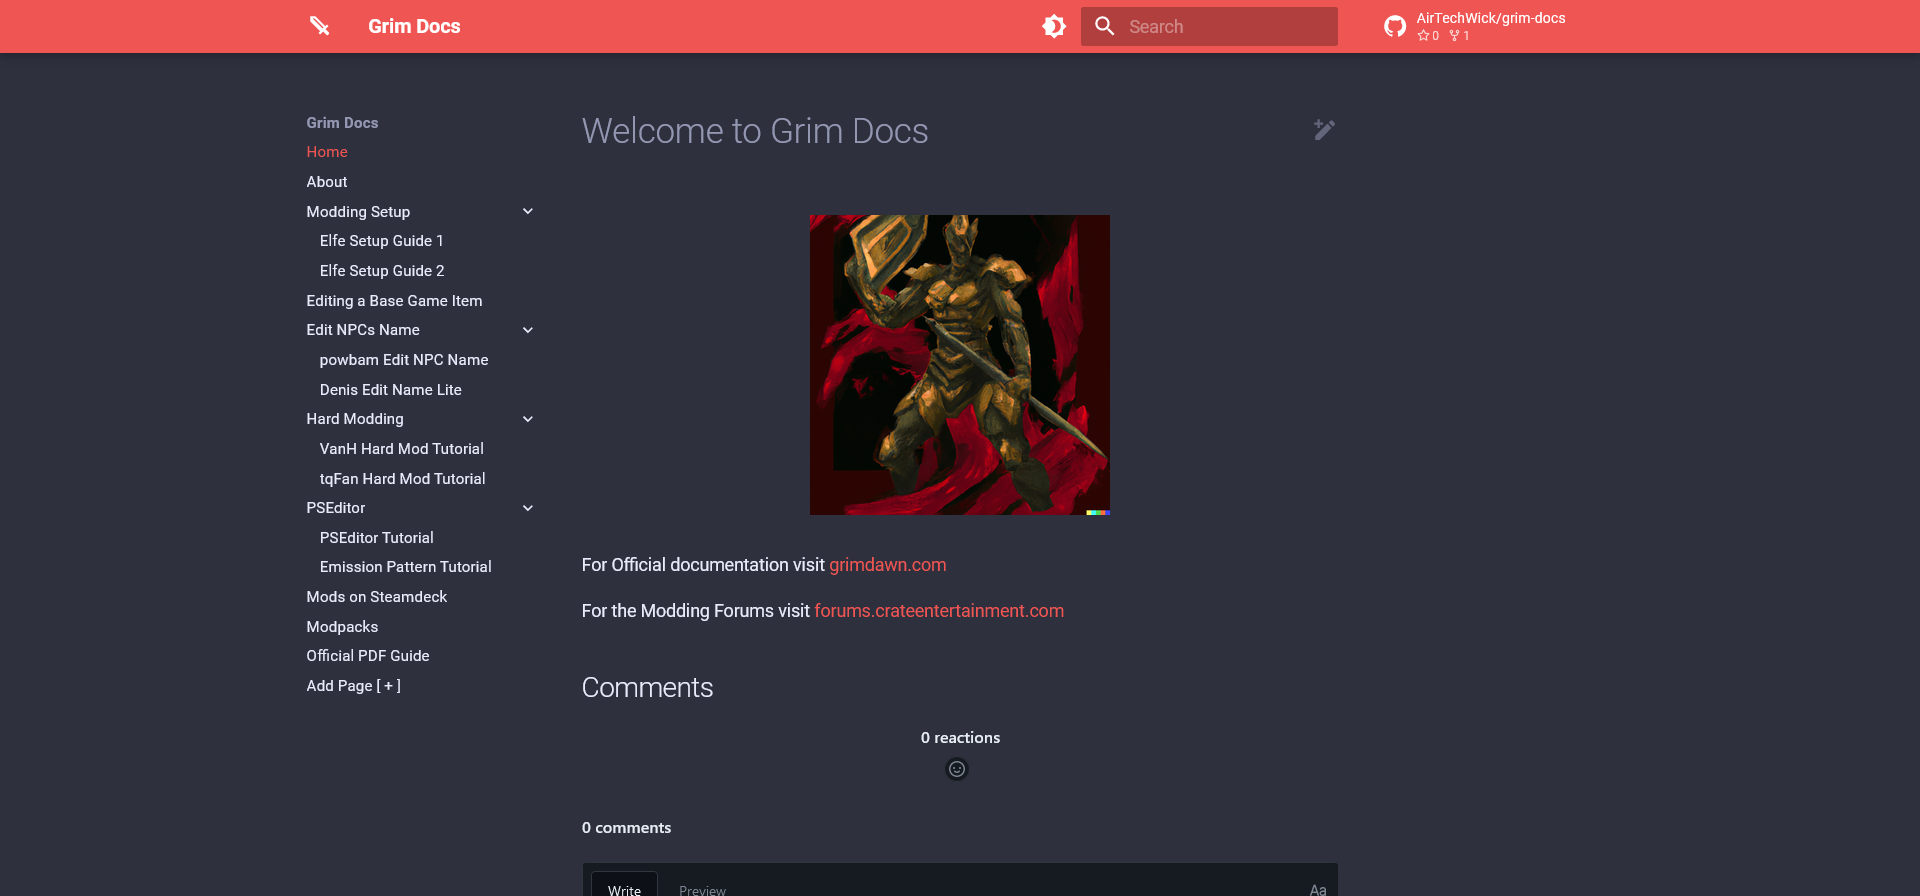 Grim Docs
Search
AirTechWick/grim-docs
0 1
Grim Docs
Home
About
Modding Setup
Elfe Setup Guide 1
Elfe Setup Guide 2
Editing a Base Game Item
Edit NPCs Name
powbam Edit NPC Name
Denis Edit Name Lite
Hard Modding
VanH Hard Mod Tutorial
tqFan Hard Mod Tutorial
PSEditor
PSEditor Tutorial
Emission Pattern Tutorial
Mods on Steamdeck
Modpacks
Official PDF Guide
Add Page [ + ]
Welcome to Grim Docs
For Official documentation visit grimdawn.com
For the Modding Forums visit forums.crateentertainment.com
Comments
0 reactions
0 comments
Write Preview Aa